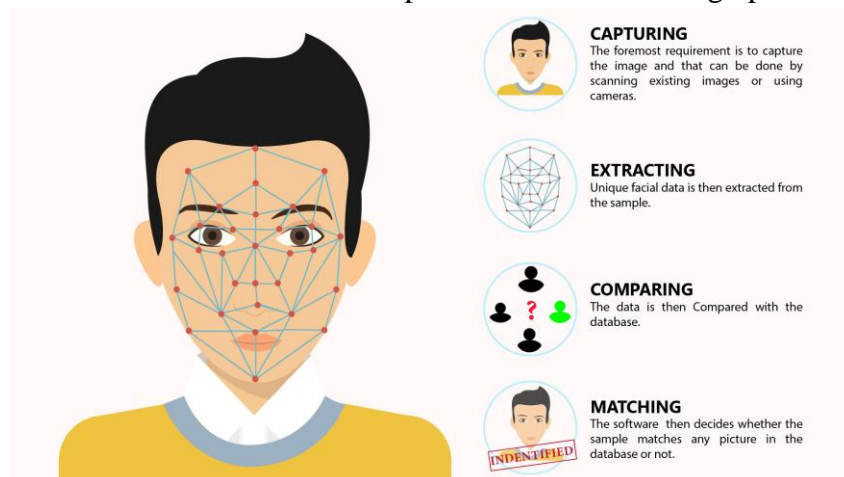 CAPTURING
The foremost requirement is to capture
the image and that can be done by
scanning existing images or using
cameras.
EXTRACTING
Unique facial data is then extracted from
the sample.
?
COMPARING
The data is then Compared with the
database.
MATCHING
The software then decides whether the
sample matches any picture in the
database or not.
INDENTIFIED